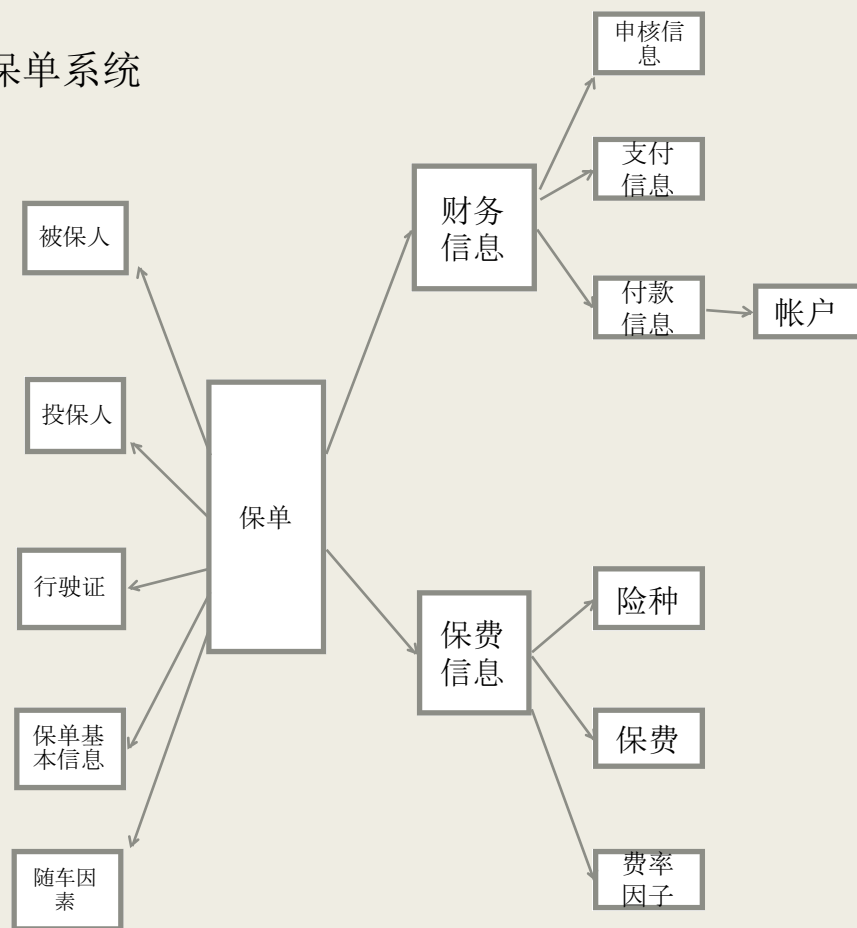 保单系统
申核信
息
支付
信息
财务
信息
被保人
付款
信息
帐户
投保人
保单
行驶证
险种
保费
信息
保单基
本信息
保费
费率
因子
随车因
素